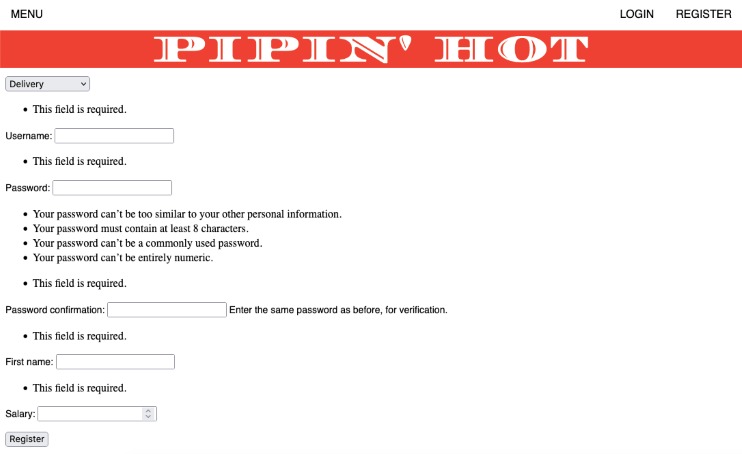 MENU LOGIN REGISTER
PIPIN' HOT
Delivery
This field is required.
Username:
This field is required.
Password:
Your password can't be too similar to your other personal information.
Your password must contain at least 8 characters.
Your password can't be a commonly used password.
Your password can't be entirely numeric.
This field is required.
Password confirmation: Enter the same password as before, for verification.
This field is required.
First name:
This field is required.
Salary:
Register